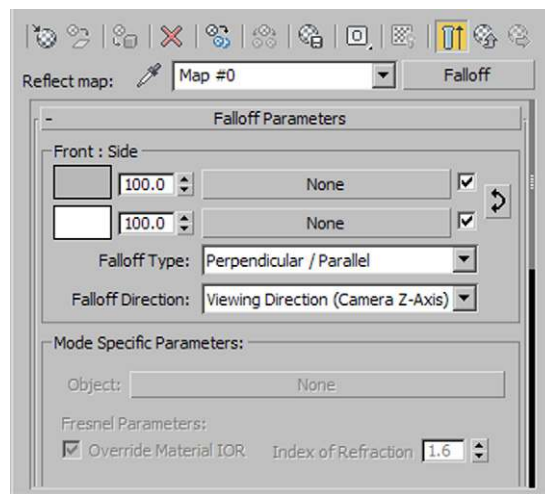 Reflect map: Map #0 Falloff
- Falloff Parameters
Front : Side
100.0 None
100.0 None
Falloff Type: Perpendicular / Parallel
Falloff Direction: Viewing Direction (Camera Z-Axis)
Mode Specific Parameters:
Object: None
Fresnel Parameters:
Override Material IOR Index of Refraction 1.6